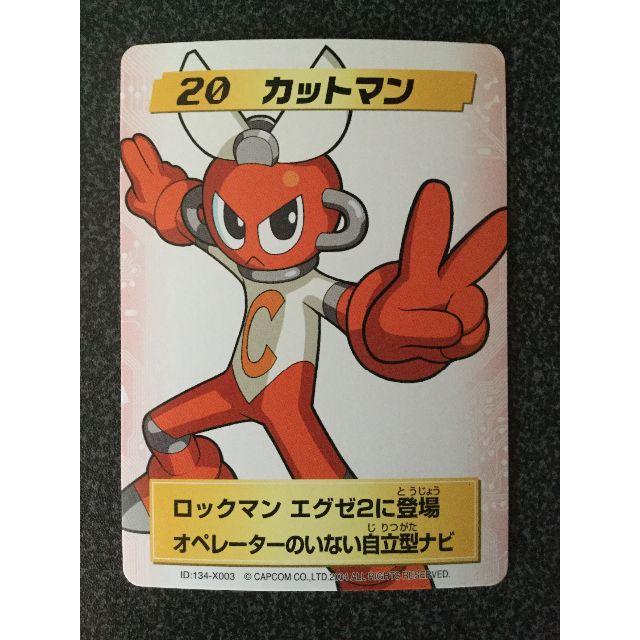 20 カットマン
C
とうじょう
ロックマン エグゼ2に登場
じりつがた
オペレーターのいない自立型ナビ
ID:134-X003 © CAPCOM CO.,LTD.2004 ALL RIGHTS RESERVED.